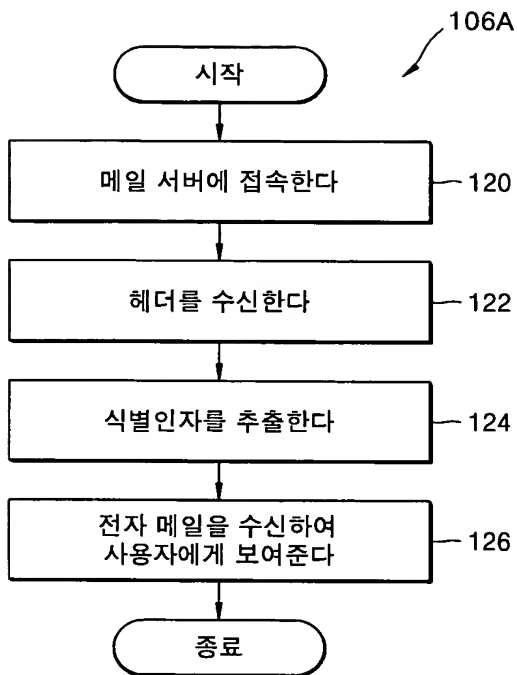 106A
시작
메일 서버에 접속한다
120
헤더를 수신한다
122
식별인자를 추출한다
124
전자 메일을 수신하여
사용자에게 보여준다
126
종료